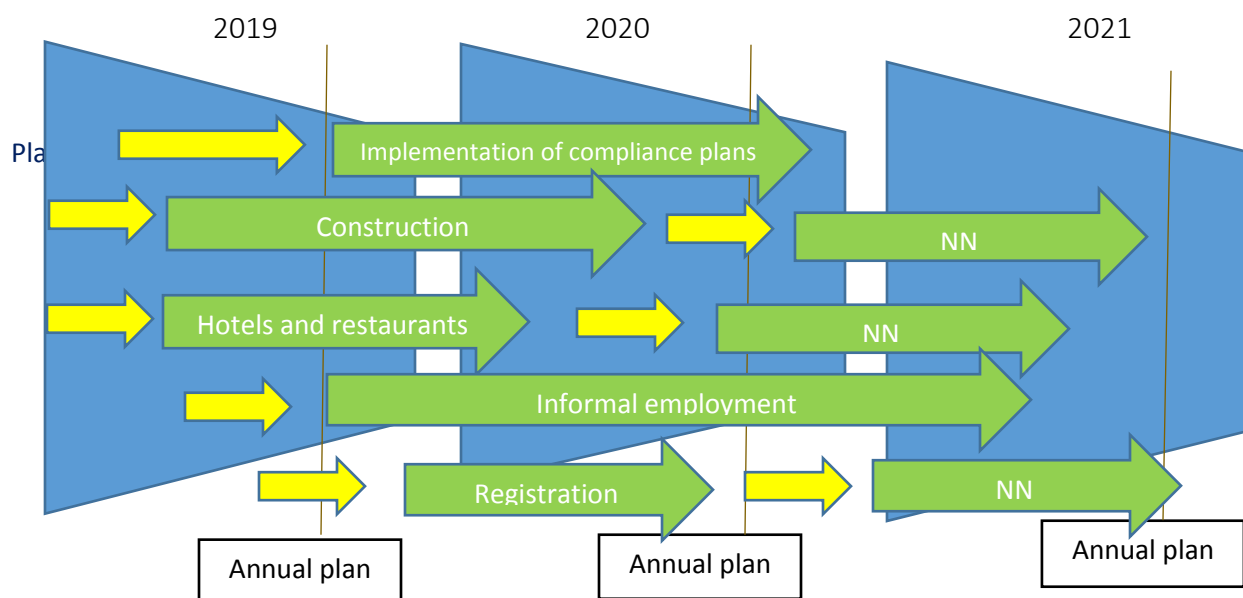 2019
2020
2021
Pla
Implementation of compliance plans
Construction
NN
Hotels and restaurants
NN
Informal employment
Registration
NN
Annual plan
Annual plan
Annual plan